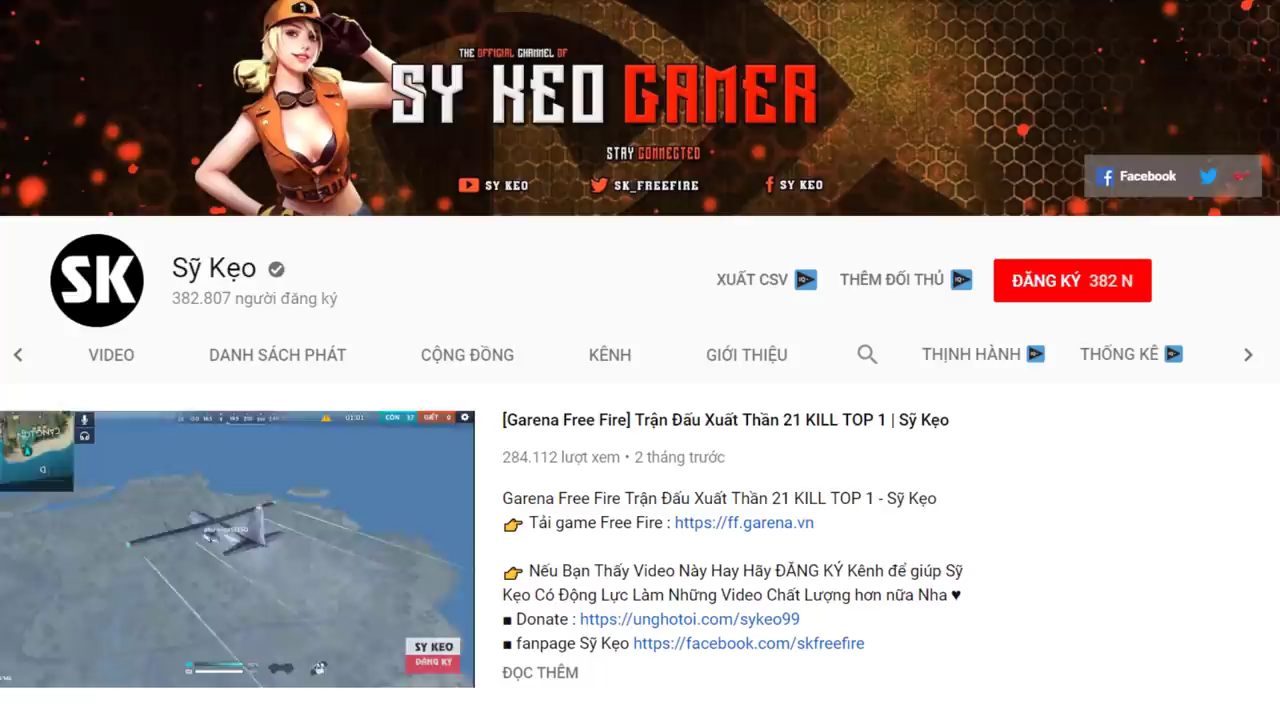 THE OFFICIAL CHANNEL OF
SY KEO GAMER
STAY CONNECTED
SY KEO SK_FREEFIRE SY KEO
Facebook
SK
Sỹ Kẹo
382.807 người đăng ký
XUẤT CSV THÊM ĐỐI THỦ ĐĂNG KÝ 382 N
VIDEO DANH SÁCH PHÁT CỘNG ĐỒNG KÊNH GIỚI THIỆU THỊNH HÀNH THỐNG KÊ
CÒN 37 GIẾT 0
SY KEO
ĐĂNG KÝ
[Garena Free Fire] Trận Đấu Xuất Thần 21 KILL TOP 1 | Sỹ Kẹo
284.112 lượt xem • 2 tháng trước
Garena Free Fire Trận Đấu Xuất Thần 21 KILL TOP 1 - Sỹ Kẹo
👉 Tải game Free Fire : https://ff.garena.vn
👉 Nếu Bạn Thấy Video Này Hay Hãy ĐĂNG KÝ Kênh để giúp Sỹ
Kẹo Có Động Lực Làm Những Video Chất Lượng hơn nữa Nha ♥
■ Donate : https://unghotoi.com/sykeo99
■ fanpage Sỹ Kẹo https://facebook.com/skfreefire
ĐỌC THÊM